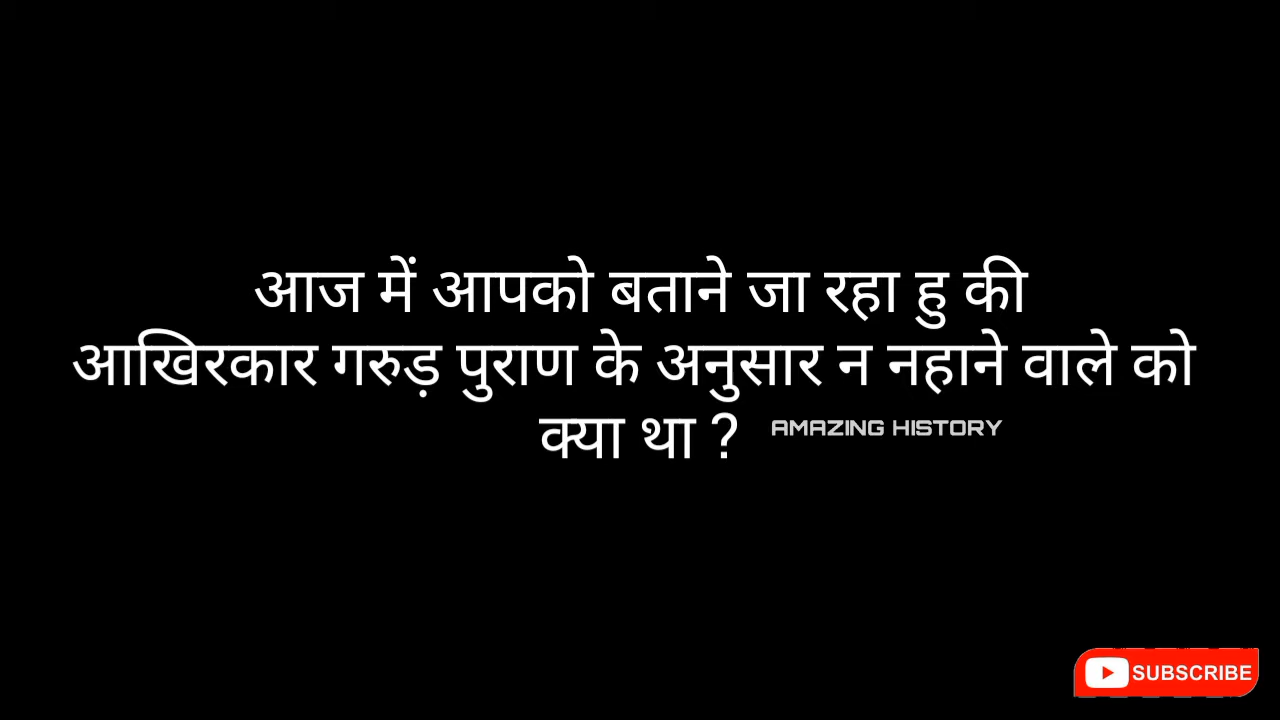 आज में आपको बताने जा रहा हु की
आखिरकार गरुड़ पुराण के अनुसार न नहाने वाले को
क्या था ?
AMAZING HISTORY
SUBSCRIBE